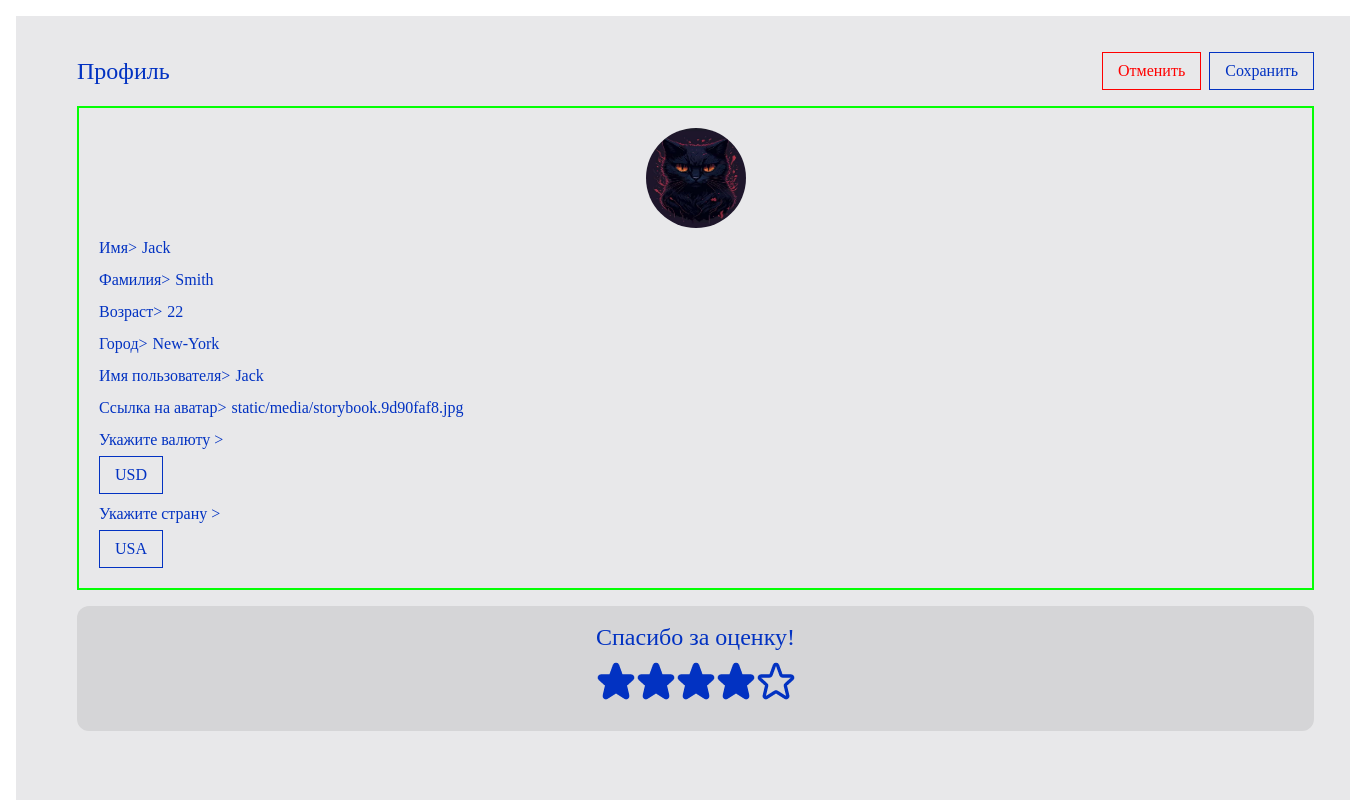 Профиль
Отменить
Сохранить
Имя> Jack
Фамилия> Smith
Возраст> 22
Город> New-York
Имя пользователя> Jack
Ссылка на аватар> static/media/storybook.9d90faf8.jpg
Укажите валюту >
USD
Укажите страну >
USA
Спасибо за оценку!